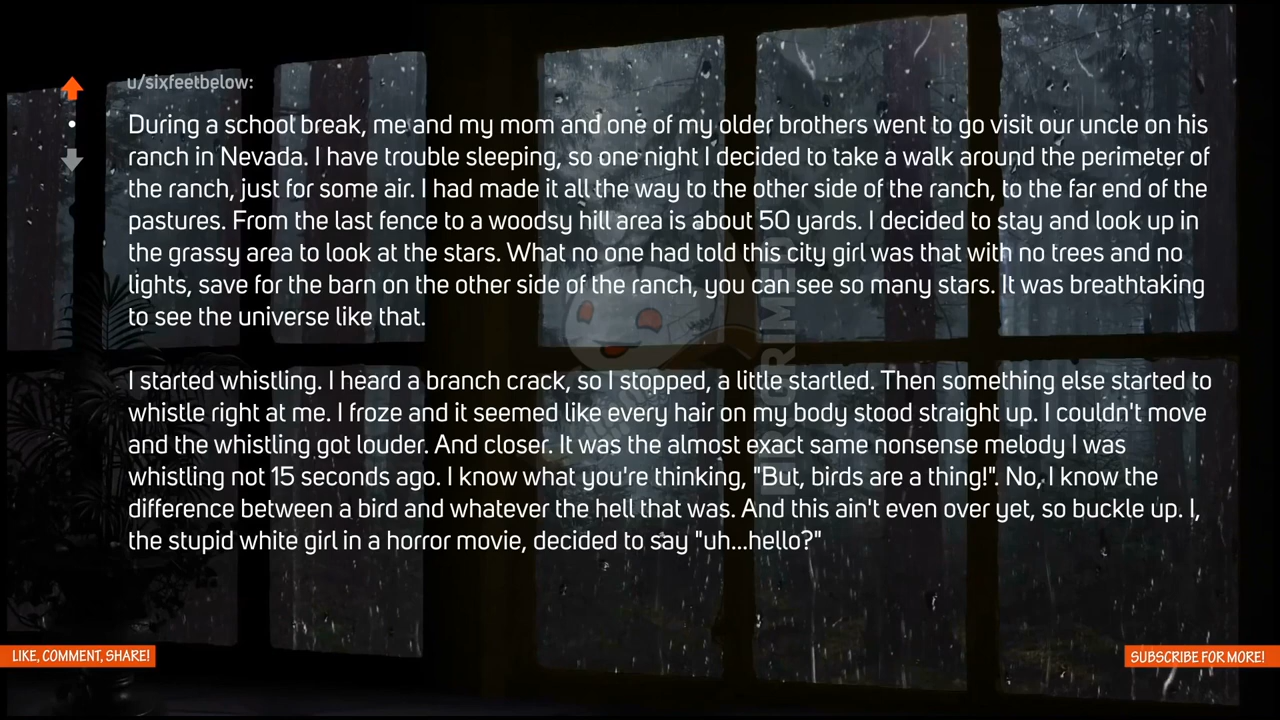 u/sixfeetbelow:
During a school break, me and my mom and one of my older brothers went to go visit our uncle on his
ranch in Nevada. I have trouble sleeping, so one night I decided to take a walk around the perimeter of
the ranch, just for some air. I had made it all the way to the other side of the ranch, to the far end of the
pastures. From the last fence to a woodsy hill area is about 50 yards. I decided to stay and look up in
the grassy area to look at the stars. What no one had told this city girl was that with no trees and no
lights, save for the barn on the other side of the ranch, you can see so many stars. It was breathtaking
to see the universe like that.
I started whistling. I heard a branch crack, so I stopped, a little startled. Then something else started to
whistle right at me. I froze and it seemed like every hair on my body stood straight up. I couldn't move
and the whistling got louder. And closer. It was the almost exact same nonsense melody I was
whistling not 15 seconds ago. I know what you're thinking, "But, birds are a thing!". No, I know the
difference between a bird and whatever the hell that was. And this ain't even over yet, so buckle up. I,
the stupid white girl in a horror movie, decided to say "uh...hello?"
LIKE, COMMENT, SHARE!
SUBSCRIBE FOR MORE!